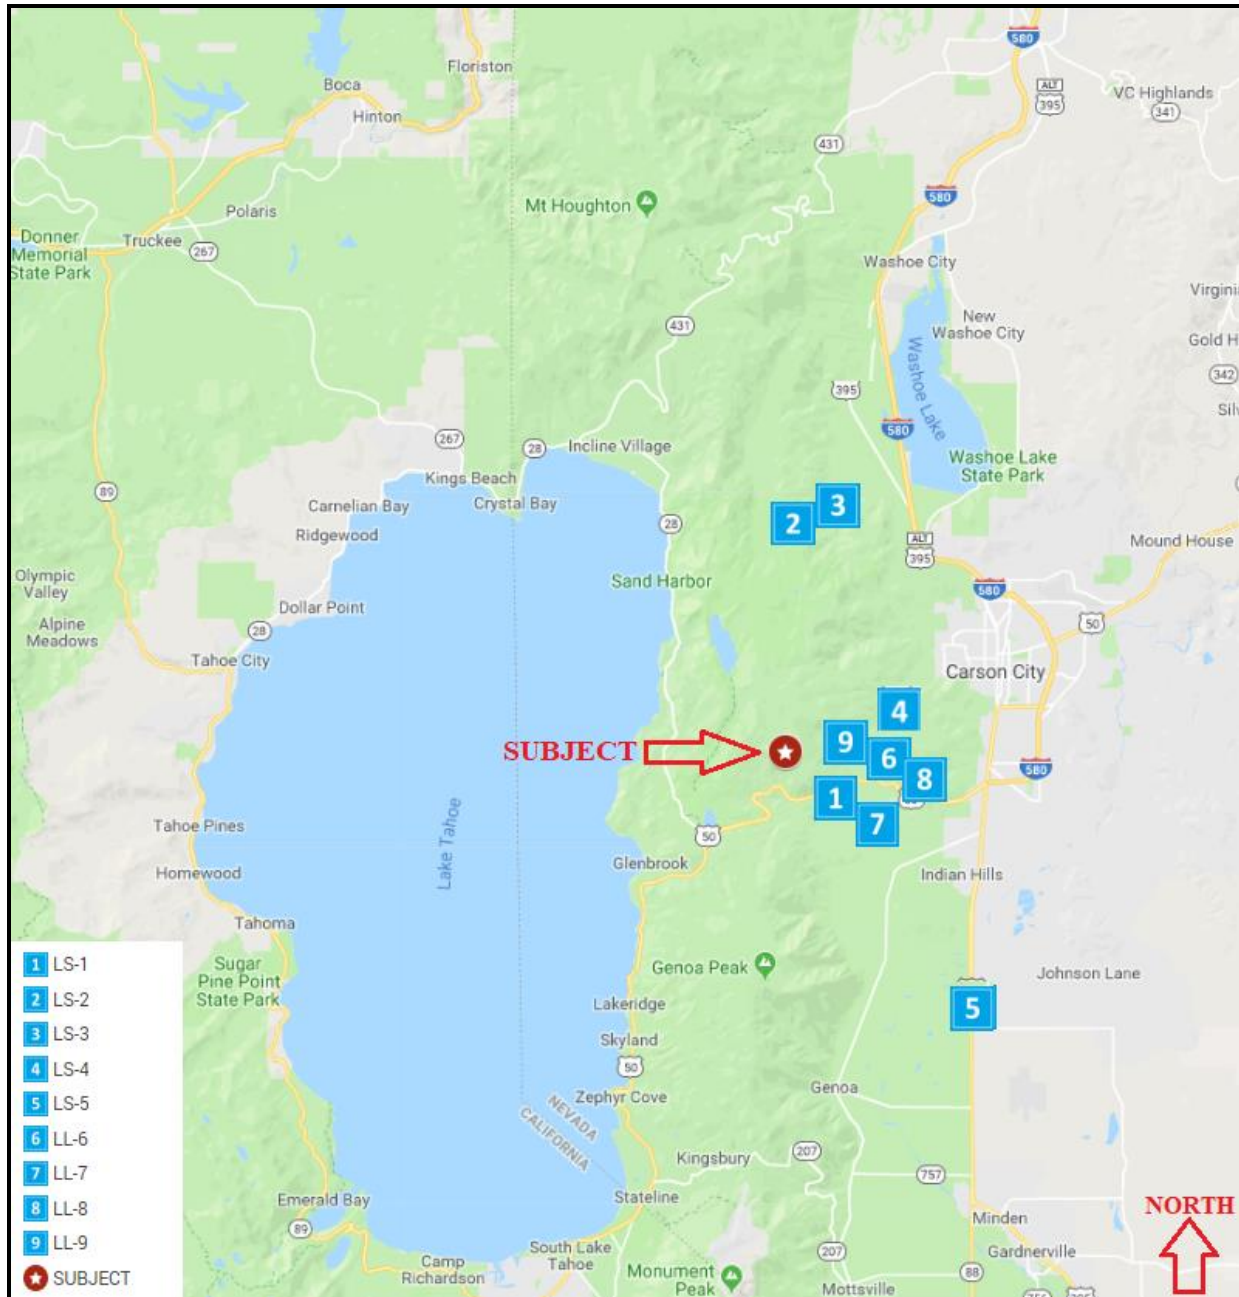 580
Floriston
Boca
Hinton
ALT
395
VC Highlands
341
431
Mt Houghton
580
Polaris
Truckee
267
Donner
Memorial
State Park
Washoe City
Virgini
New
Washoe City
Gold H
431
342
395
Washoe Lake
Sil
580
267
28
Incline Village
Washoe Lake
State Park
Kings Beach
Crystal Bay
89
Carnelian Bay
Ridgewood
28
2
3
ALT
395
Mound House
Olympic
Valley
Sand Harbor
580
Dollar Point
Alpine
Meadows
28
50
Tahoe City
Carson City
4
SUBJECT
9
6
8
580
1
7
Lake Tahoe
Tahoe Pines
50
Homewood
Glenbrook
Indian Hills
Tahoma
Sugar
Pine Point
State Park
Genoa Peak
Johnson Lane
Lakeridge
5
Skyland
50
Genoa
Zephyr Cove
NEVADA
CALIFORNIA
Kingsbury
207
757
Emerald Bay
Stateline
89
Minden
South Lake
Tahoe
207
Gardnerville
Camp
Richardson
Monument
Peak
88
Mottsville
1 LS-1
2 LS-2
3 LS-3
4 LS-4
5 LS-5
6 LL-6
7 LL-7
8 LL-8
9 LL-9
SUBJECT
NORTH